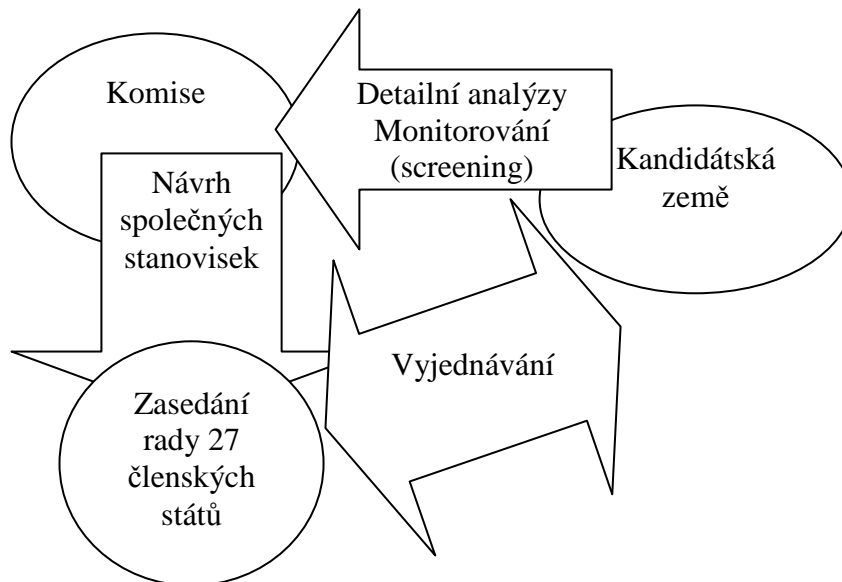 Komise
Detailní analýzy
Monitorování
(screening)
Kandidátská
země
Návrh
společných
stanovisek
Vyjednávání
Zasedání
rady 27
členských
států